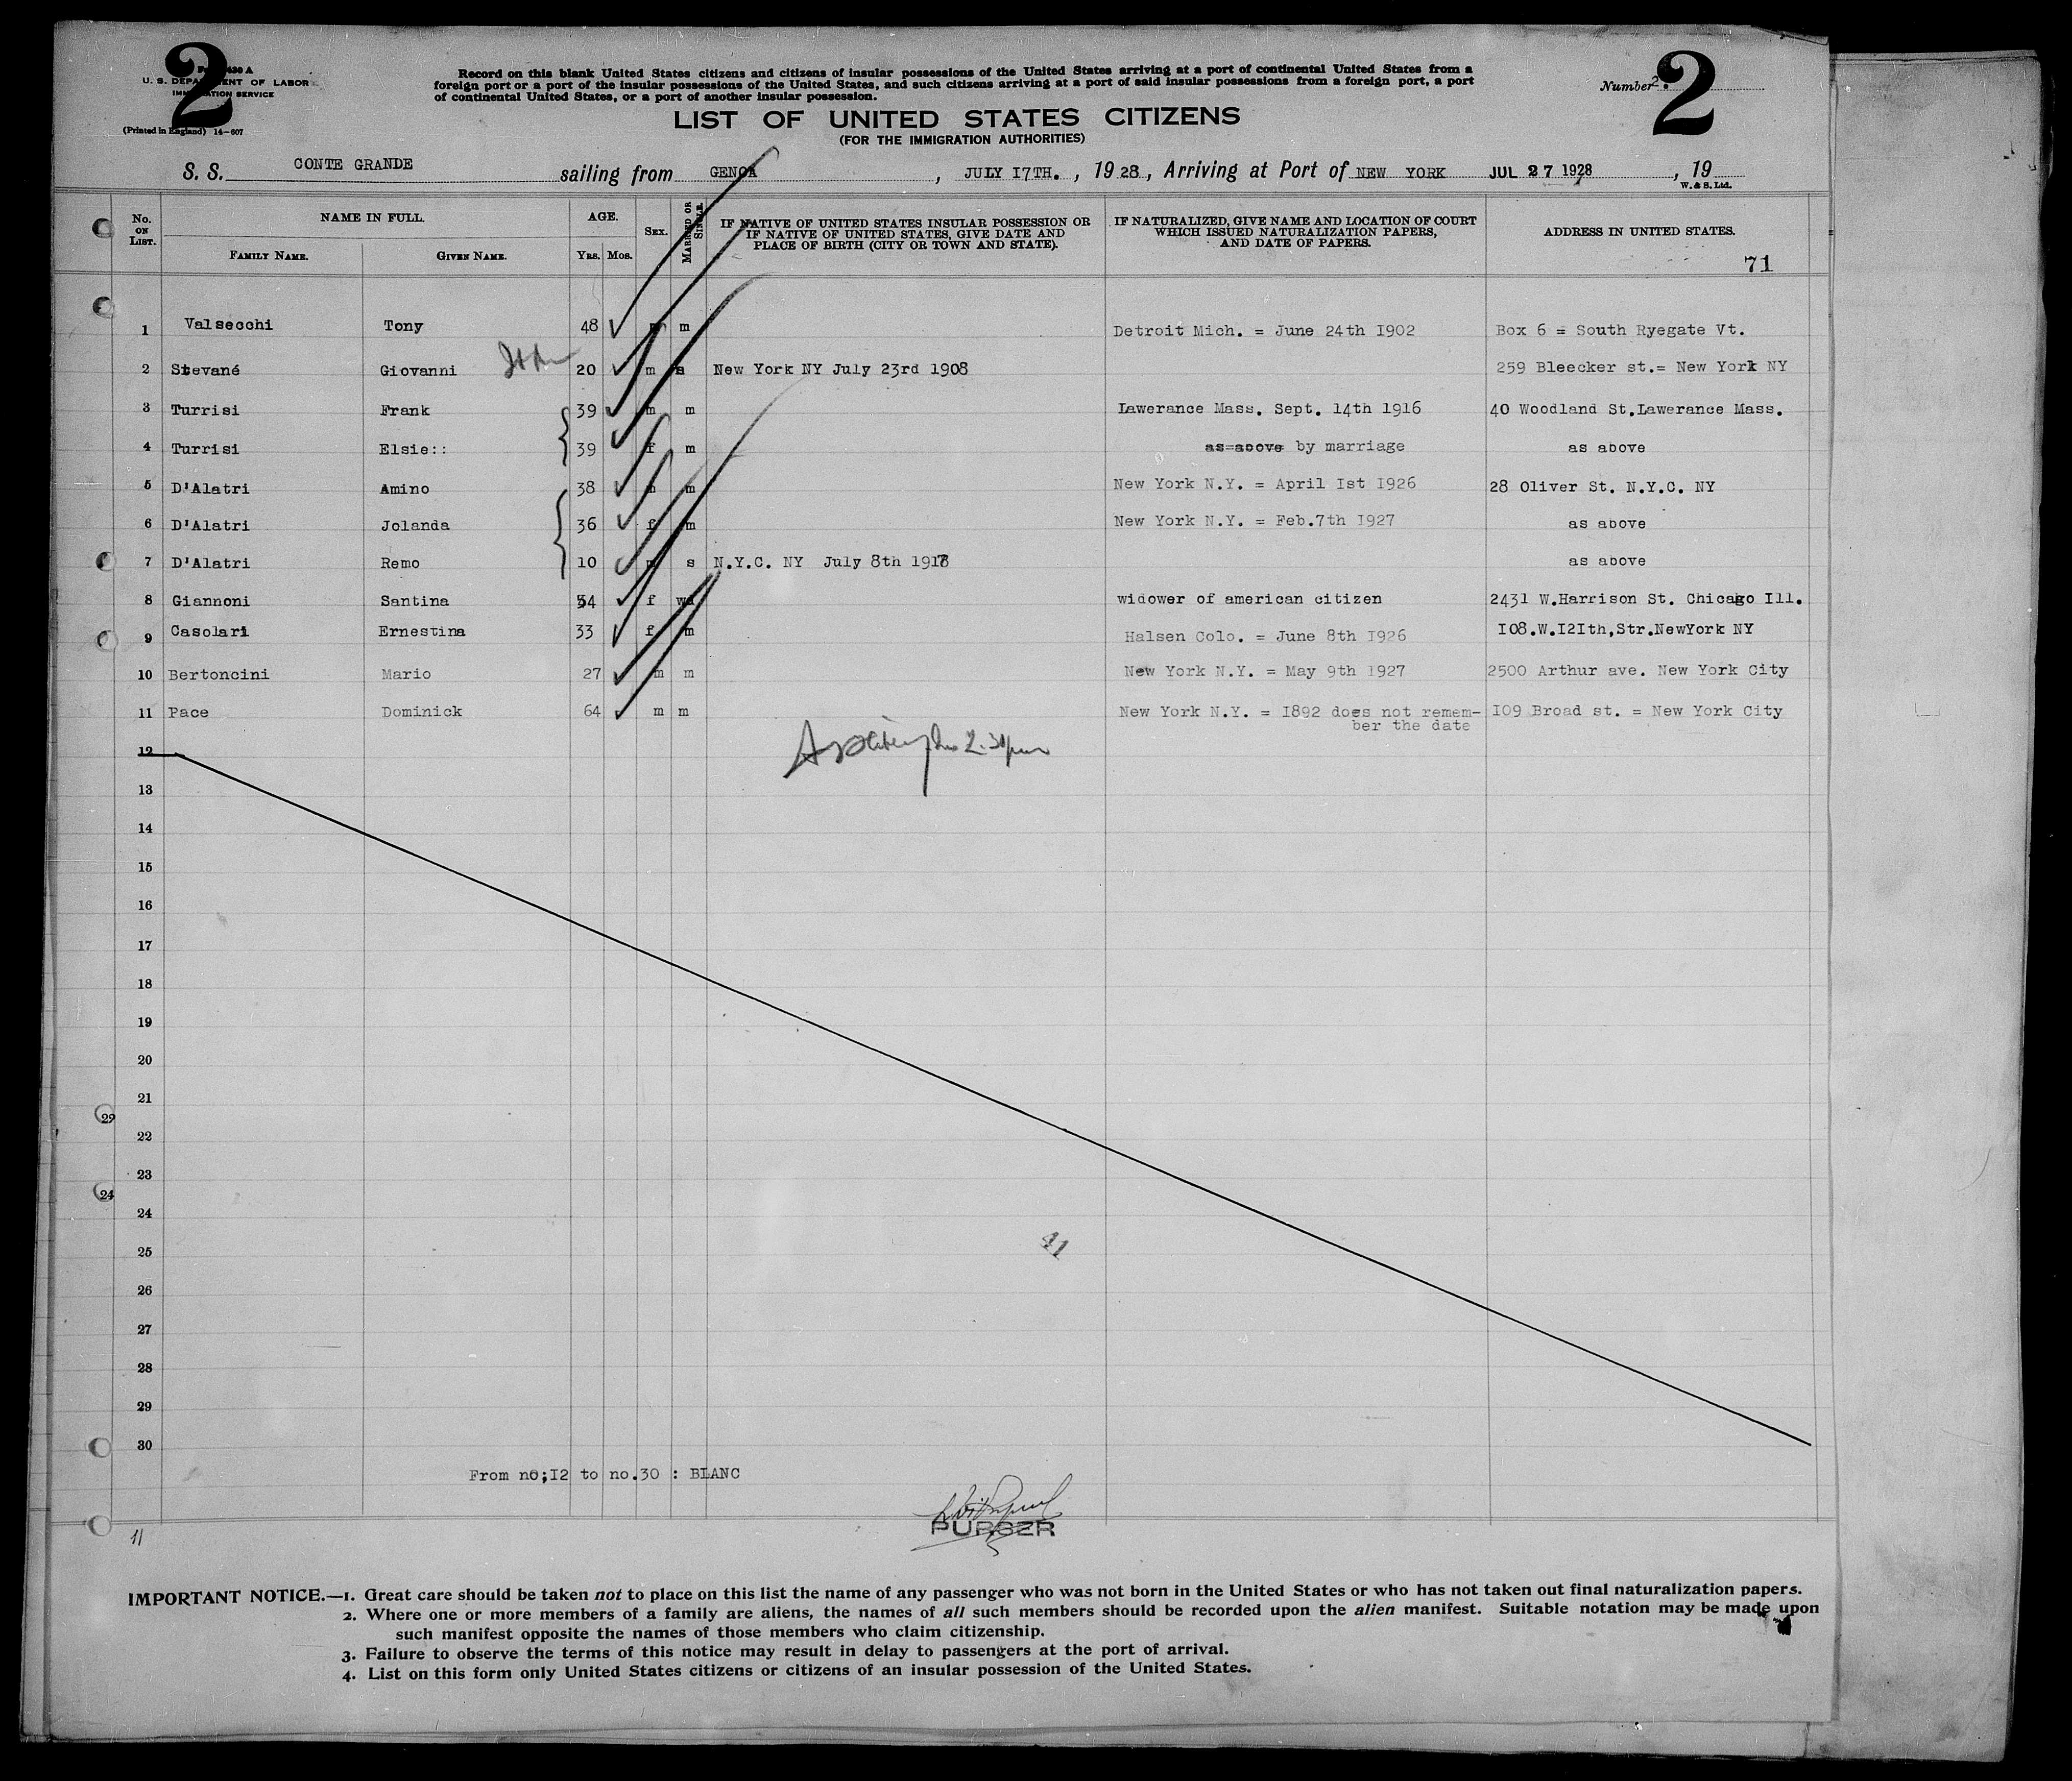 2 2
Form 630 A
U. S. DEPARTMENT OF LABOR
IMMIGRATION SERVICE
(Printed in England) 14-607
Record on this blank United States citizens and citizens of insular possessions of the United States arriving at a port of continental United States from a
foreign port or a port of the insular possessions of the United States, and such citizens arriving at a port of said insular possessions from a foreign port, a port
of continental United States, or a port of another insular possession.
Number 2.
LIST OF UNITED STATES CITIZENS
(FOR THE IMMIGRATION AUTHORITIES)
S. S. CONTE GRANDE sailing from GENOA, JULY I7TH., 1928, Arriving at Port of NEW YORK JUL 27 1928, 19
W. & S. Ltd.
No. ON LIST. NAME IN FULL. AGE. SEX. MARRIED OR SINGLE. IF NATIVE OF UNITED STATES INSULAR POSSESSION OR IF NATIVE OF UNITED STATES, GIVE DATE AND PLACE OF BIRTH (CITY OR TOWN AND STATE). IF NATURALIZED, GIVE NAME AND LOCATION OF COURT WHICH ISSUED NATURALIZATION PAPERS, AND DATE OF PAPERS. ADDRESS IN UNITED STATES.
FAMILY NAME. GIVEN NAME. YRS. MOS. 71
1 Valsecchi Tony 48 m Detroit Mich. = June 24th I902 Box 6 = South Ryegate Vt.
2 Stevané Giovanni 20 m s New York NY July 23rd 1908 259 Bleecker st.= New York NY
3 Turrisi Frank 39 m m Lawerance Mass. Sept. 14th 1916 40 Woodland St.Lawerance Mass.
4 Turrisi Elsie:: 39 f m as=above by marriage as above
5 D'Alatri Amino 38 m m New York N.Y. = April Ist I926 28 Oliver St. N.Y.C. NY
6 D'Alatri Jolanda 36 f m New York N.Y. = Feb.7th I927 as above
7 D'Alatri Remo 10 m s N.Y.C. NY July 8th 1918 as above
8 Giannoni Santina 54 f wd widower of american citizen 2431 W.Harrison St. Chicago Ill.
9 Casolari Ernestina 33 f m Halsen Colo. = June 8th I926 I08.W.I2Ith,Str.NewYork NY
10 Bertoncini Mario 27 m m New York N.Y. = May 9th I927 2500 Arthur ave. New York City
11 Pace Dominick 64 m m New York N.Y. = I892 does not remem- I09 Broad st. = New York City
ber the date
12
13
14
15
16
17
18
19
20
21
29
22
23
24
24
25
41
26
27
28
29
30
From no;I2 to no.30 : BLANC
PURSER
11
IMPORTANT NOTICE.—1. Great care should be taken not to place on this list the name of any passenger who was not born in the United States or who has not taken out final naturalization papers.
2. Where one or more members of a family are aliens, the names of all such members should be recorded upon the alien manifest. Suitable notation may be made upon
such manifest opposite the names of those members who claim citizenship.
3. Failure to observe the terms of this notice may result in delay to passengers at the port of arrival.
4. List on this form only United States citizens or citizens of an insular possession of the United States.